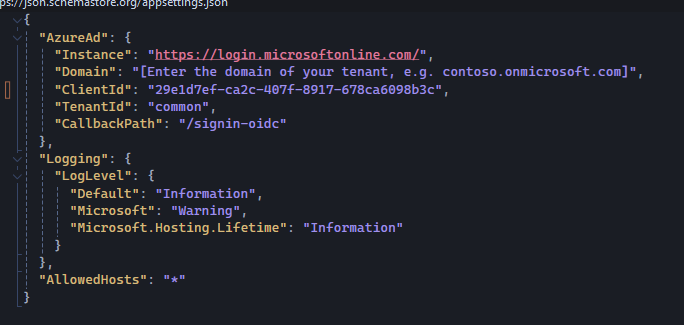 ps://json.schemastore.org/appsettings.json
{
"AzureAd": {
"Instance": "https://login.microsoftonline.com/",
"Domain": "[Enter the domain of your tenant, e.g. contoso.onmicrosoft.com]",
"ClientId": "29e1d7ef-ca2c-407f-8917-678ca6098b3c",
"TenantId": "common",
"CallbackPath": "/signin-oidc"
},
"Logging": {
"LogLevel": {
"Default": "Information",
"Microsoft": "Warning",
"Microsoft.Hosting.Lifetime": "Information"
}
},
"AllowedHosts": "*"
}